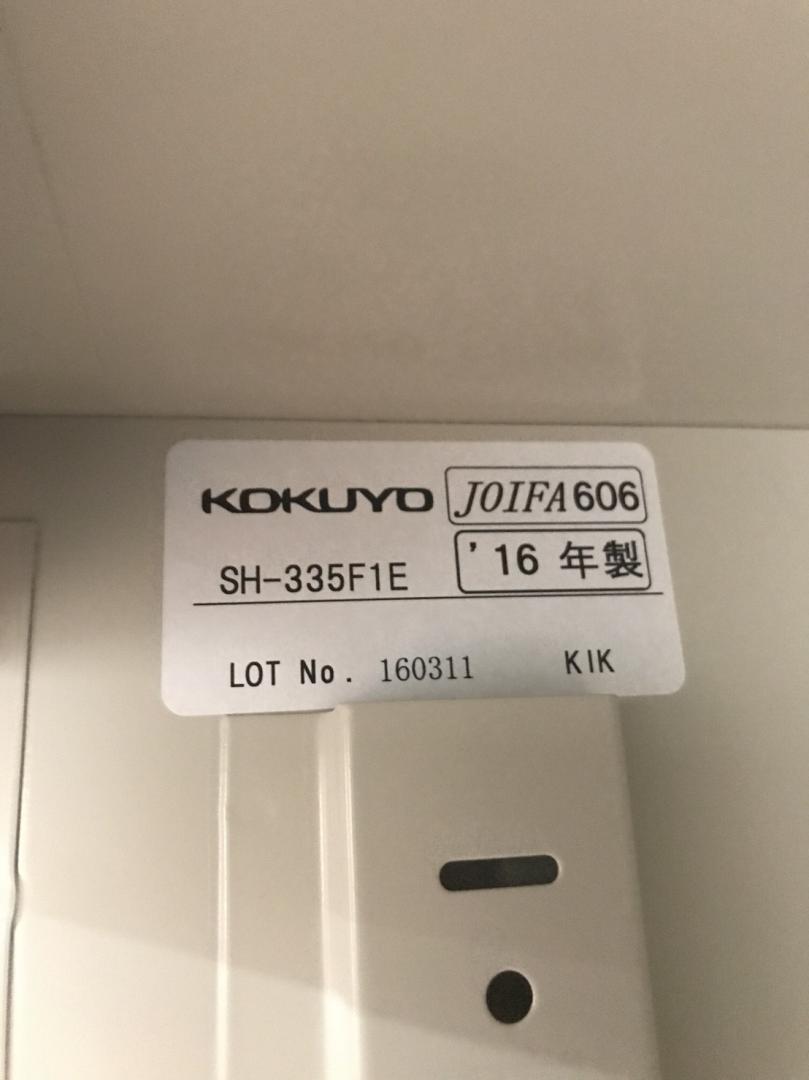 KOKUYO JOIFA606
SH-335F1E '16 年製
LOT No. 160311 KIK